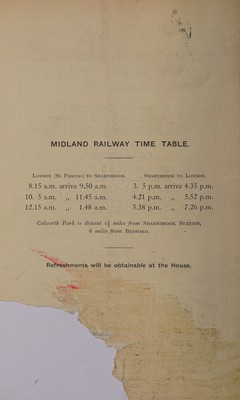 MIDLAND RAILWAY TIME TABLE.
LONDON (ST. PANCRAS) TO SHARNBROOK. SHARNBROOK TO LONDON.
8.15 a.m. arrive 9.50 a.m. 3. 5 p.m. arrive 4.35 p.m.
10. 5 a.m. ,, 11.45 a.m. 4.21 p.m. ,, 5.52 p.m.
12.15 a.m. ,, 1.48 a.m. 5.38 p.m. ,, 7.26 p.m.
Colworth Park is distant 1½ miles from SHARNBROOK STATION,
8 miles from BEDFORD.
Refreshments will be obtainable at the House.